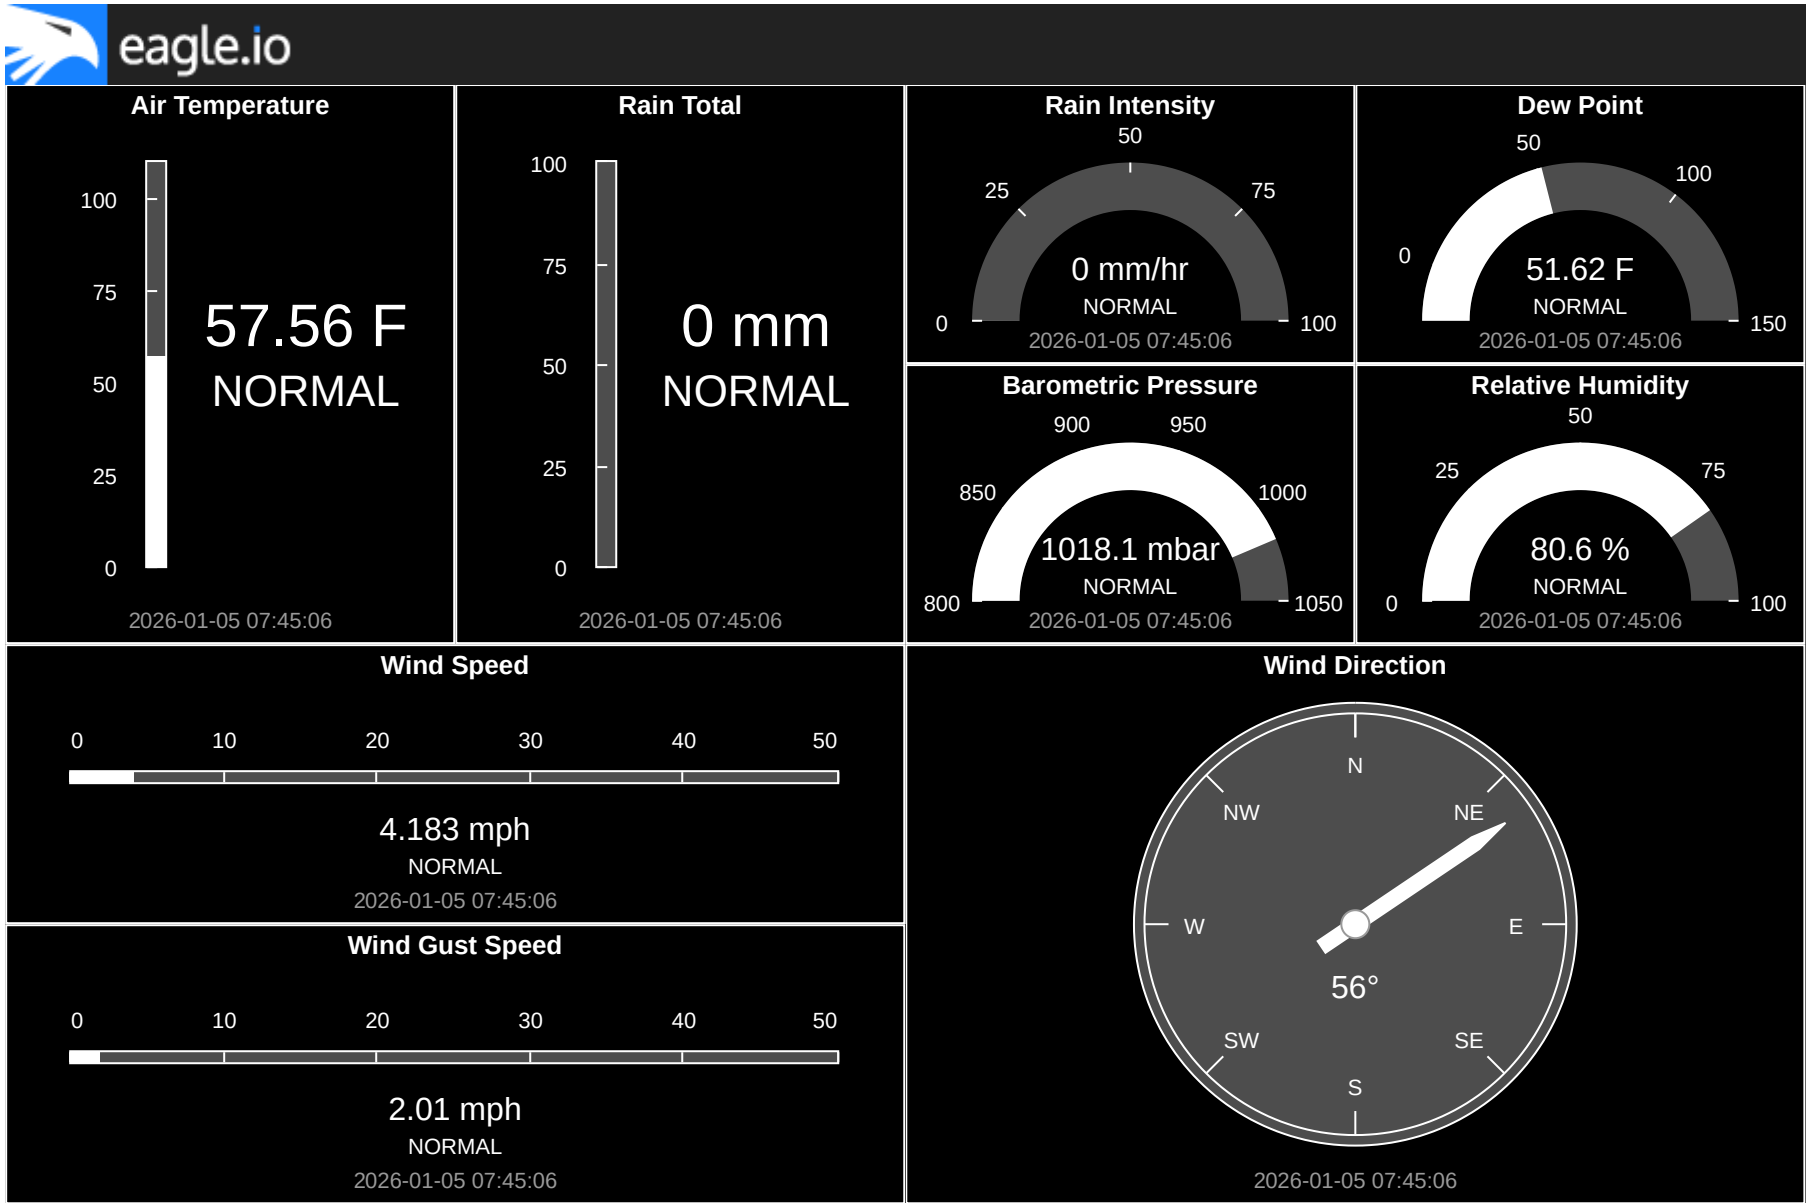 eagle.io
Air Temperature
100
75
50
25
0
57.56 F
NORMAL
2026-01-05 07:45:06
Rain Total
100
75
50
25
0
0 mm
NORMAL
2026-01-05 07:45:06
Rain Intensity
50
25
75
0
100
0 mm/hr
NORMAL
2026-01-05 07:45:06
Dew Point
50
100
0
150
51.62 F
NORMAL
2026-01-05 07:45:06
Barometric Pressure
900
950
850
1000
800
1050
1018.1 mbar
NORMAL
2026-01-05 07:45:06
Relative Humidity
50
25
75
0
100
80.6 %
NORMAL
2026-01-05 07:45:06
Wind Speed
0 10 20 30 40 50
4.183 mph
NORMAL
2026-01-05 07:45:06
Wind Gust Speed
0 10 20 30 40 50
2.01 mph
NORMAL
2026-01-05 07:45:06
Wind Direction
N
NW
NE
W
E
56°
SW
SE
S
2026-01-05 07:45:06